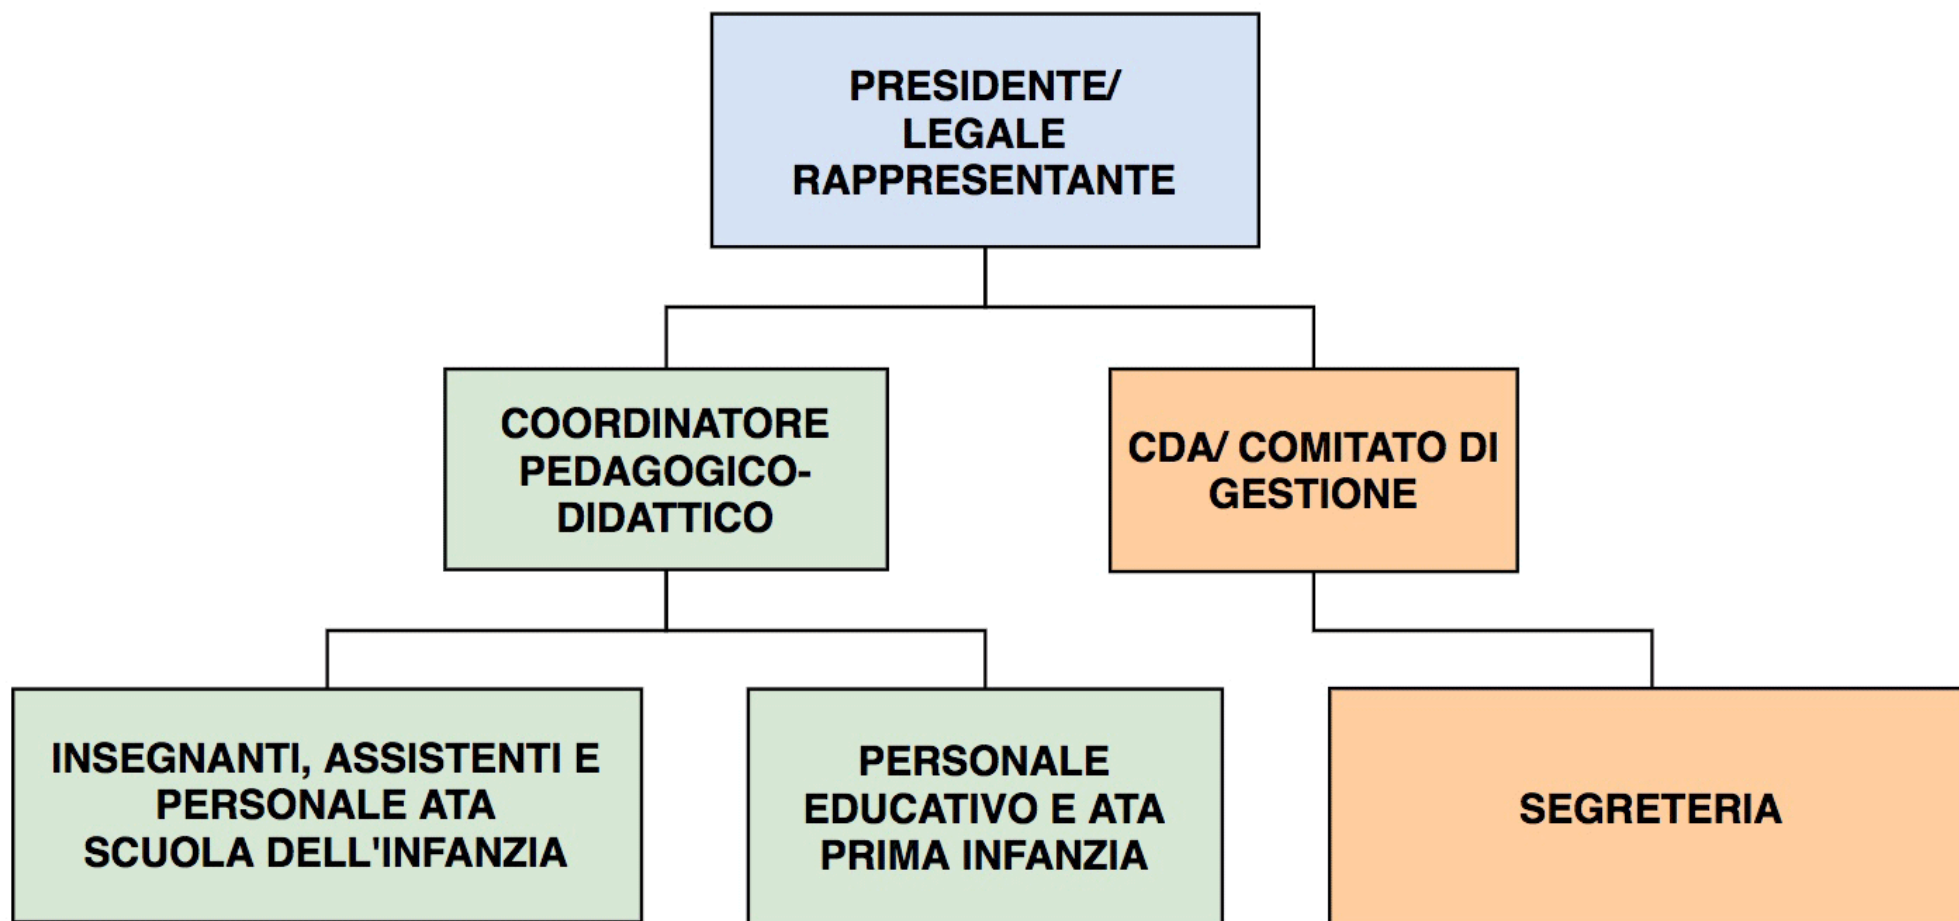 PRESIDENTE/
LEGALE
RAPPRESENTANTE
COORDINATORE
PEDAGOGICO-
DIDATTICO
CDA/ COMITATO DI
GESTIONE
INSEGNANTI, ASSISTENTI E
PERSONALE ATA
SCUOLA DELL'INFANZIA
PERSONALE
EDUCATIVO E ATA
PRIMA INFANZIA
SEGRETERIA